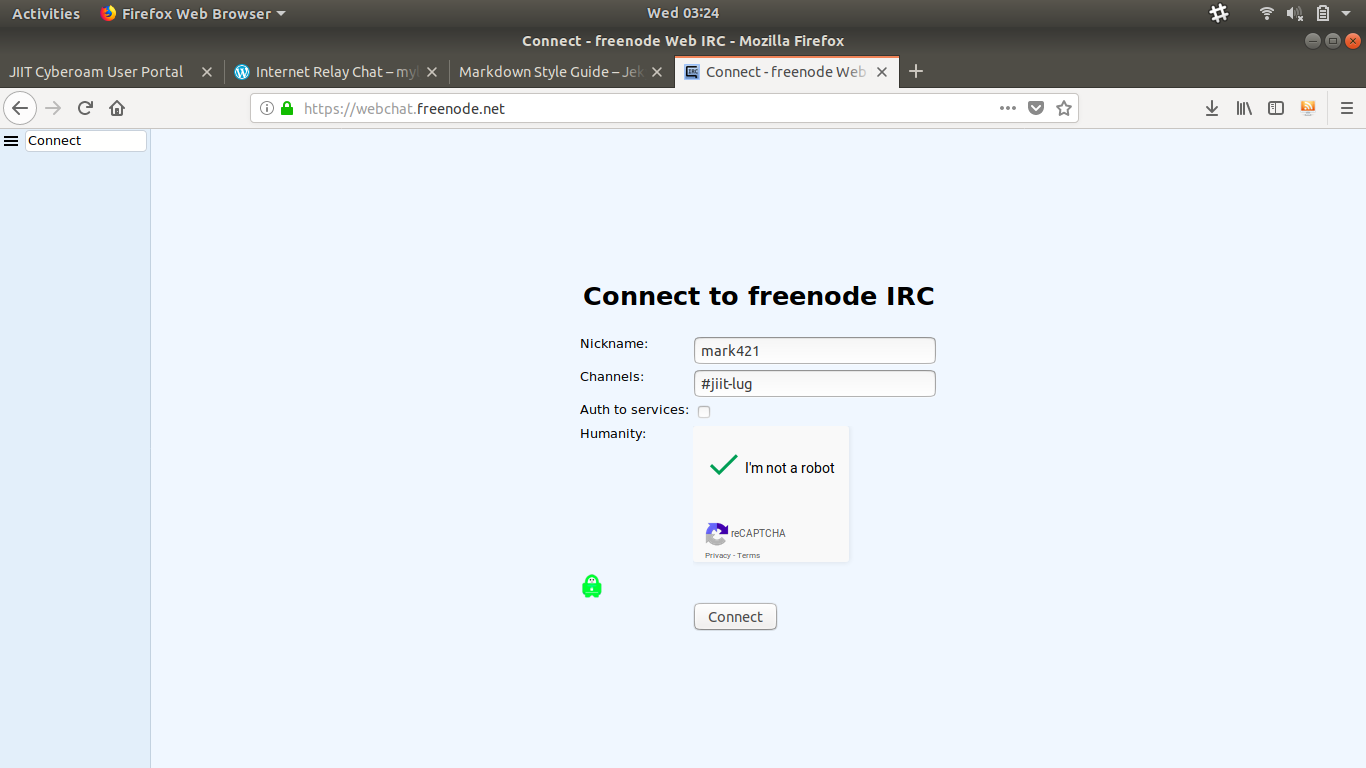 Activities Firefox Web Browser Wed 03:24
Connect - freenode Web IRC - Mozilla Firefox
JIIT Cyberoam User Portal Internet Relay Chat – my Markdown Style Guide – Jek Connect - freenode Web
https://webchat.freenode.net
Connect
Connect to freenode IRC
Nickname: mark421
Channels: #jiit-lug
Auth to services:
Humanity:
I'm not a robot
reCAPTCHA
Privacy - Terms
Connect